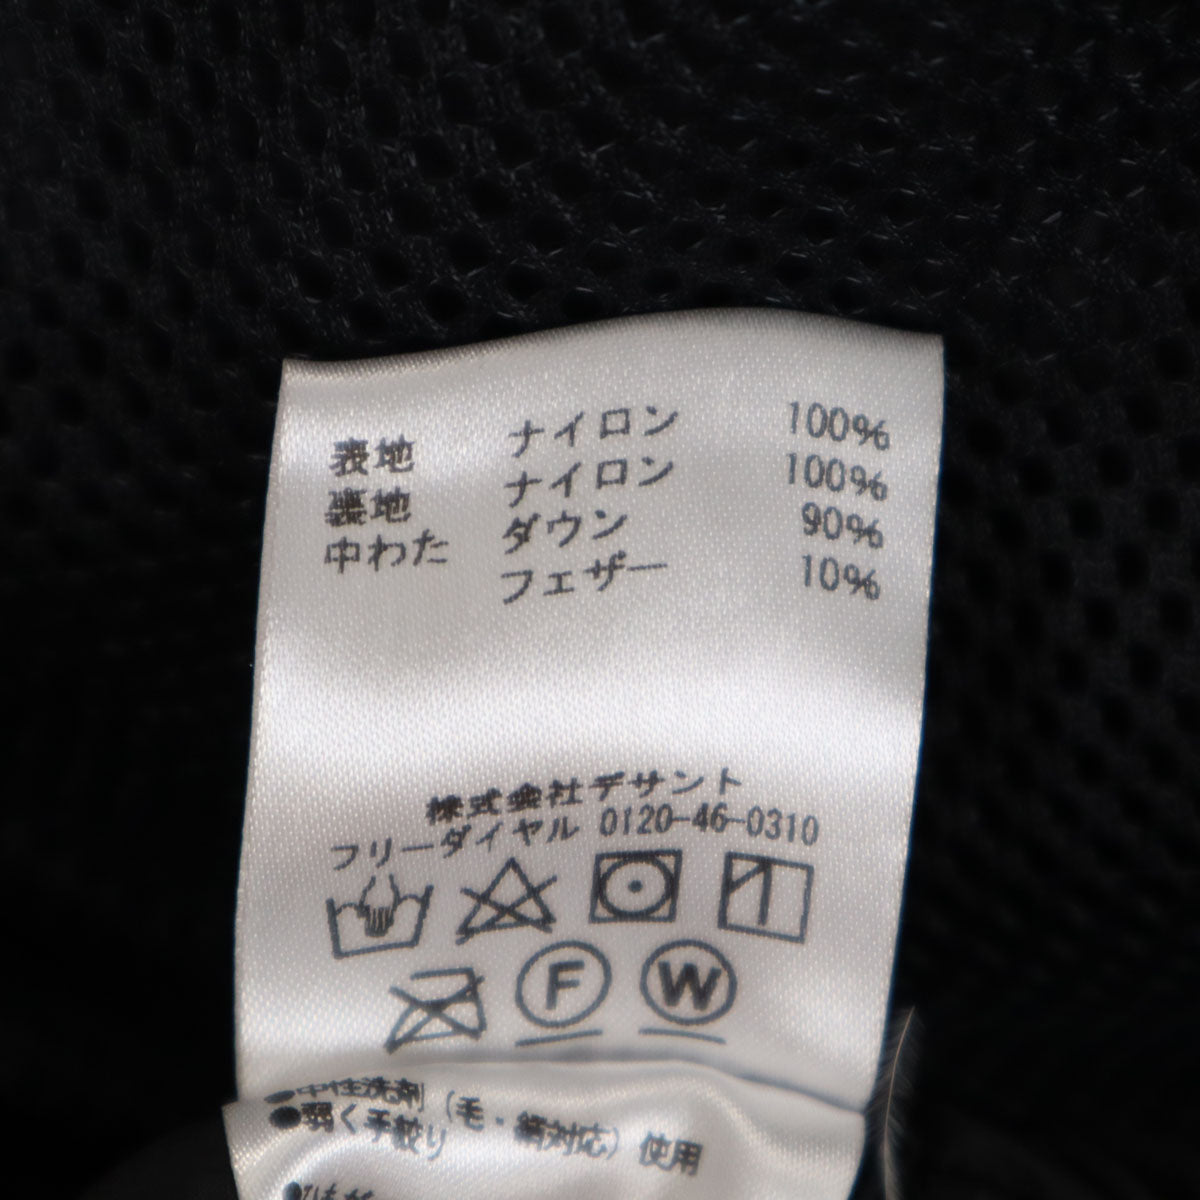 表地 ナイロン 100%
裏地 ナイロン 100%
中わた ダウン 90%
フェザー 10%
株式会社デサント
フリーダイヤル 0120-46-0310
F W
●中性洗剤（毛・絹対応）使用
●弱く手絞り